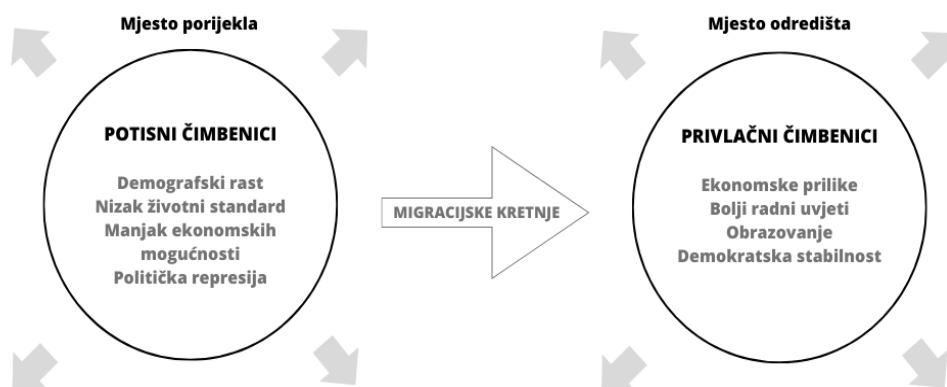 Mjesto porijekla
POTISNI ČIMBENICI
Demografski rast
Nizak životni standard
Manjak ekonomskih
mogućnosti
Politička represija
MIGRACIJSKE KRETNJE
Mjesto odredišta
PRIVLAČNI ČIMBENICI
Ekonomske prilike
Bolji radni uvjeti
Obrazovanje
Demokratska stabilnost